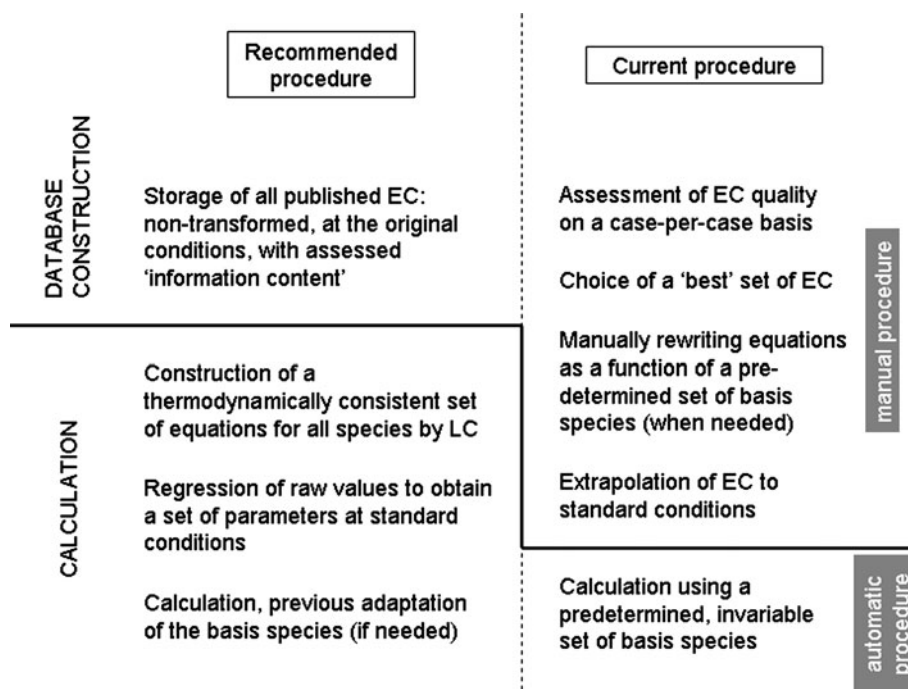 Recommended
procedure
Current procedure
DATABASE
CONSTRUCTION
Storage of all published EC:
non-transformed, at the original
conditions, with assessed
‘information content’
Assessment of EC quality
on a case-per-case basis
Choice of a ‘best’ set of EC
Manually rewriting equations
as a function of a pre-
determined set of basis
species (when needed)
Extrapolation of EC to
standard conditions
manual procedure
CALCULATION
Construction of a
thermodynamically consistent set
of equations for all species by LC
Regression of raw values to obtain
a set of parameters at standard
conditions
Calculation, previous adaptation
of the basis species (if needed)
Calculation using a
predetermined, invariable
set of basis species
automatic
procedure